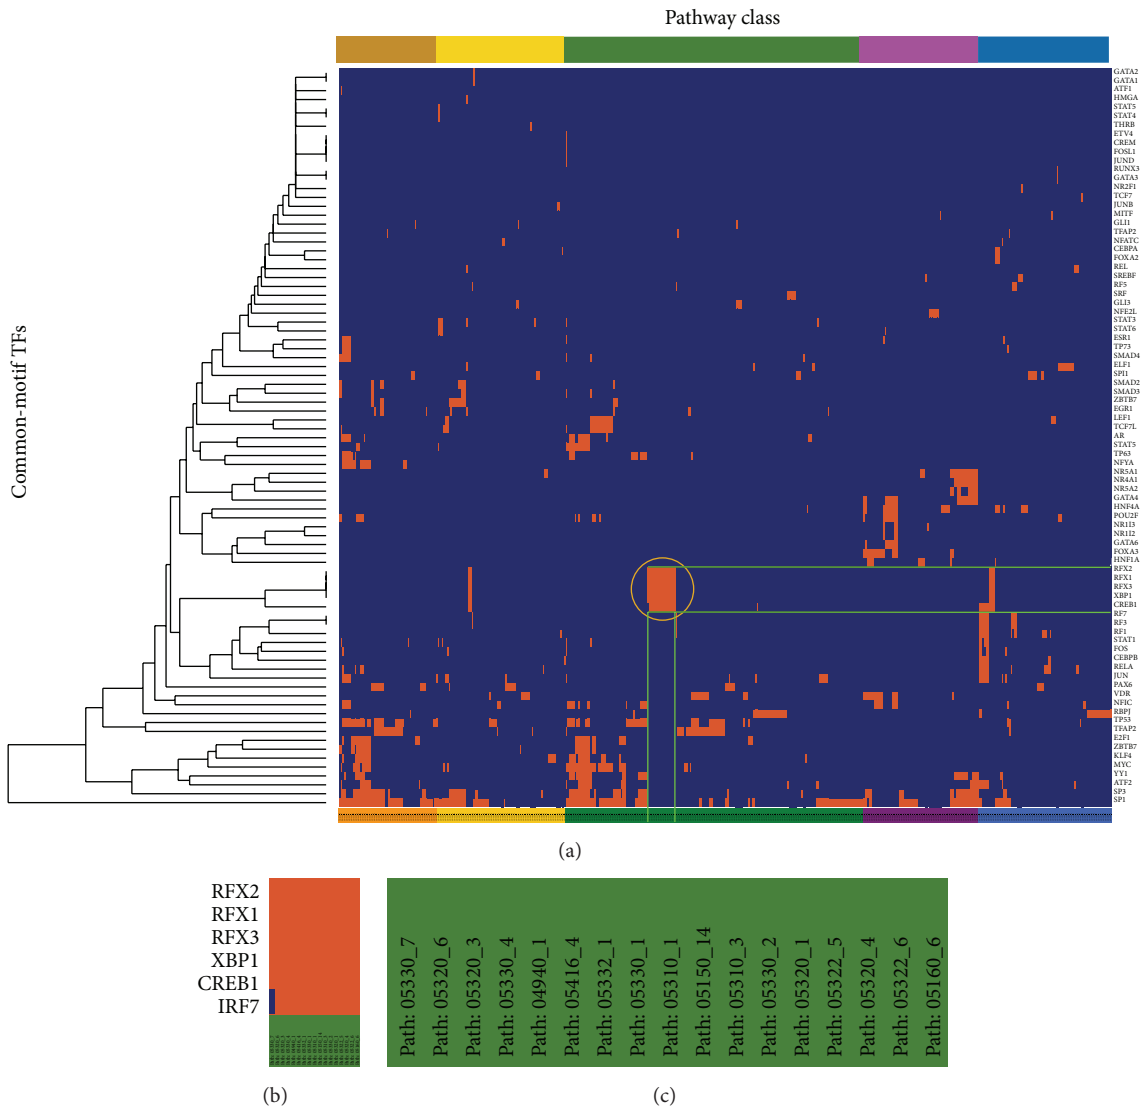 Pathway class
Common-motif TFs
GATA2
GATA1
ATF1
HMGA
STAT5
STAT4
THRB
ETV4
CREM
FOSL1
JUND
RUNX3
GATA3
NR2F1
TCF7
JUNB
MITF
GLI1
TFAP2
NFATC
CEBPA
FOXA2
REL
SREBF
RF5
SRF
GLI3
NFE2L
STAT3
STAT6
ESR1
TP73
SMAD4
ELF1
SPI1
SMAD2
SMAD3
ZBTB7
EGR1
LEF1
TCF7L
AR
STAT5
TP63
NFYA
NR5A1
NR4A1
NR5A2
GATA4
HNF4A
POU2F
NR1I3
NR1I2
GATA6
FOXA3
HNF1A
RFX2
RFX1
RFX3
XBP1
CREB1
RF7
RF3
RF1
STAT1
FOS
CEBPB
RELA
JUN
PAX6
VDR
NFIC
RBPJ
TP53
TFAP2
E2F1
ZBTB7
KLF4
MYC
YY1
ATF2
SP3
SP1
(a)
RFX2
RFX1
RFX3
XBP1
CREB1
IRF7
(b)
Path: 05330_7
Path: 05320_6
Path: 05320_3
Path: 05330_4
Path: 04940_1
Path: 05416_4
Path: 05332_1
Path: 05330_1
Path: 05310_1
Path: 05150_14
Path: 05310_3
Path: 05330_2
Path: 05320_1
Path: 05322_5
Path: 05320_4
Path: 05322_6
Path: 05160_6
(c)